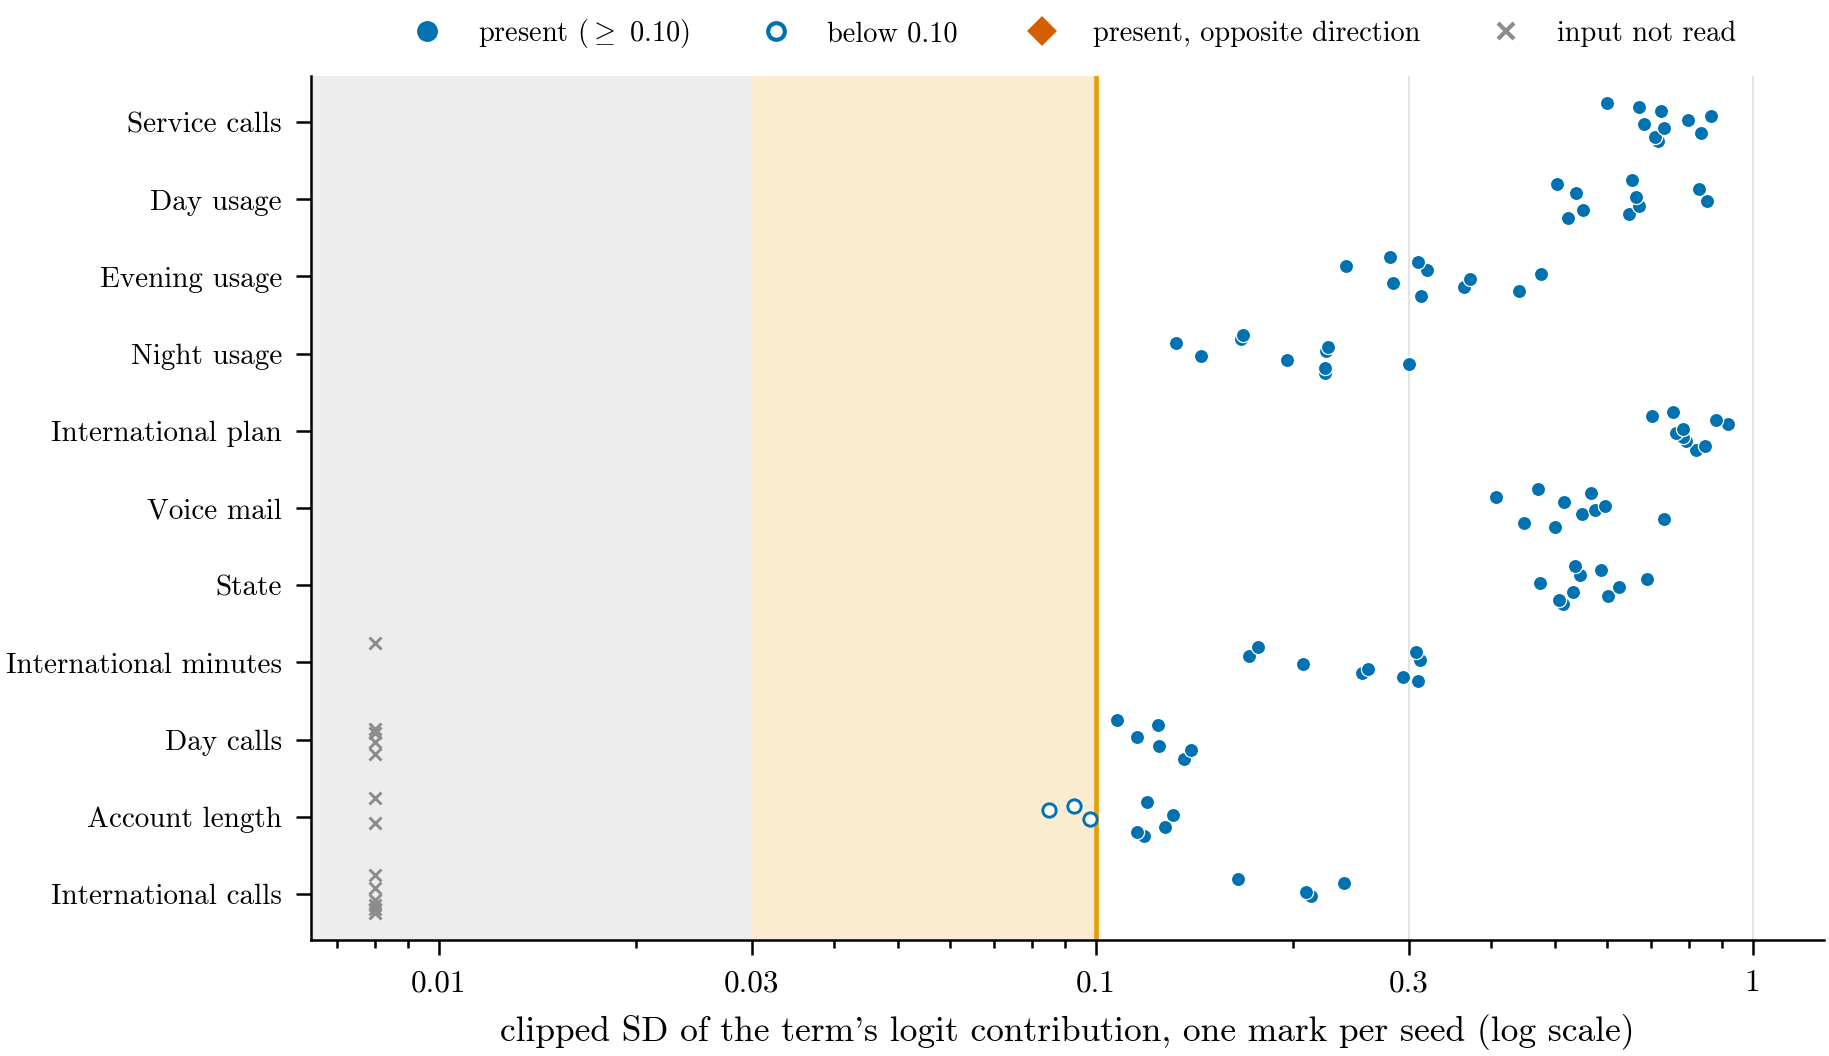 present (≥ 0.10) below 0.10 present, opposite direction input not read
Service calls
Day usage
Evening usage
Night usage
International plan
Voice mail
State
International minutes
Day calls
Account length
International calls
0.01 0.03 0.1 0.3 1
clipped SD of the term's logit contribution, one mark per seed (log scale)